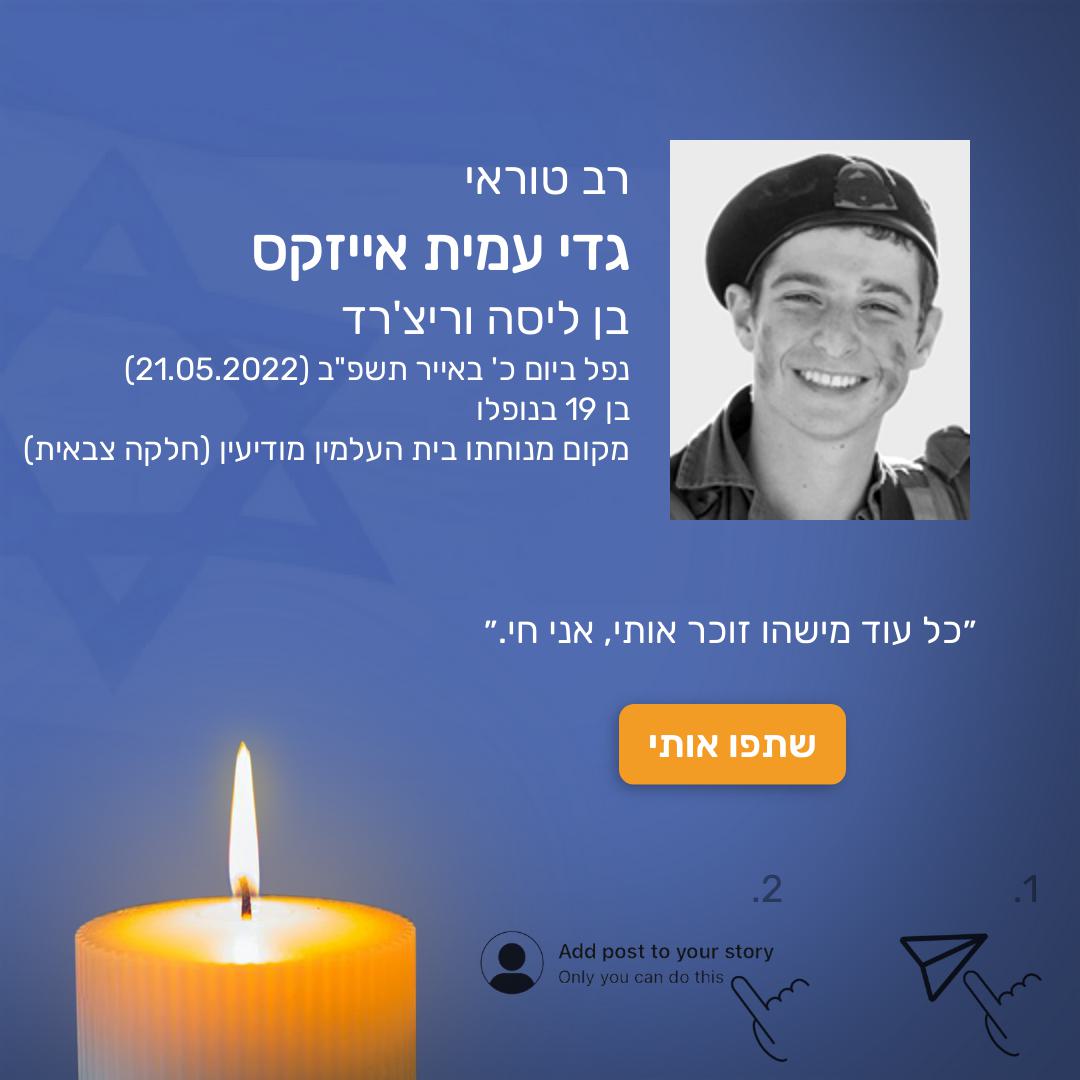 רב טוראי
גדי עמית אייזקס
בן ליסה וריצ'רד
נפל ביום כ' באייר תשפ"ב (21.05.2022)
בן 19 בנופלו
מקום מנוחתו בית העלמין מודיעין (חלקה צבאית)
״כל עוד מישהו זוכר אותי, אני חי.״
שתפו אותי
.1
.2
Add post to your story
Only you can do this